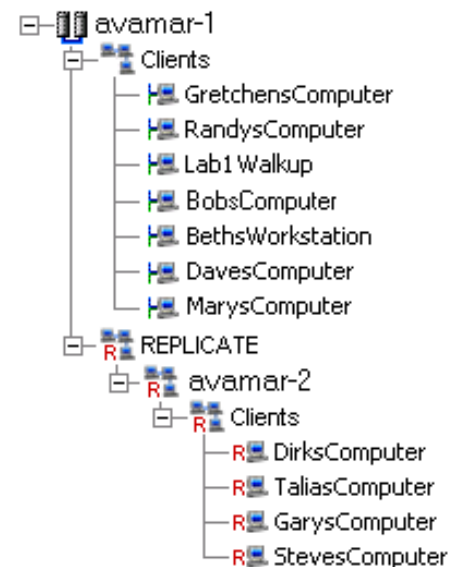 avamar-1
Clients
GretchensComputer
RandysComputer
Lab1Walkup
BobsComputer
BethsWorkstation
DavesComputer
MarysComputer
R REPLICATE
R avamar-2
R Clients
R DirksComputer
R TaliasComputer
R GarysComputer
R StevesComputer